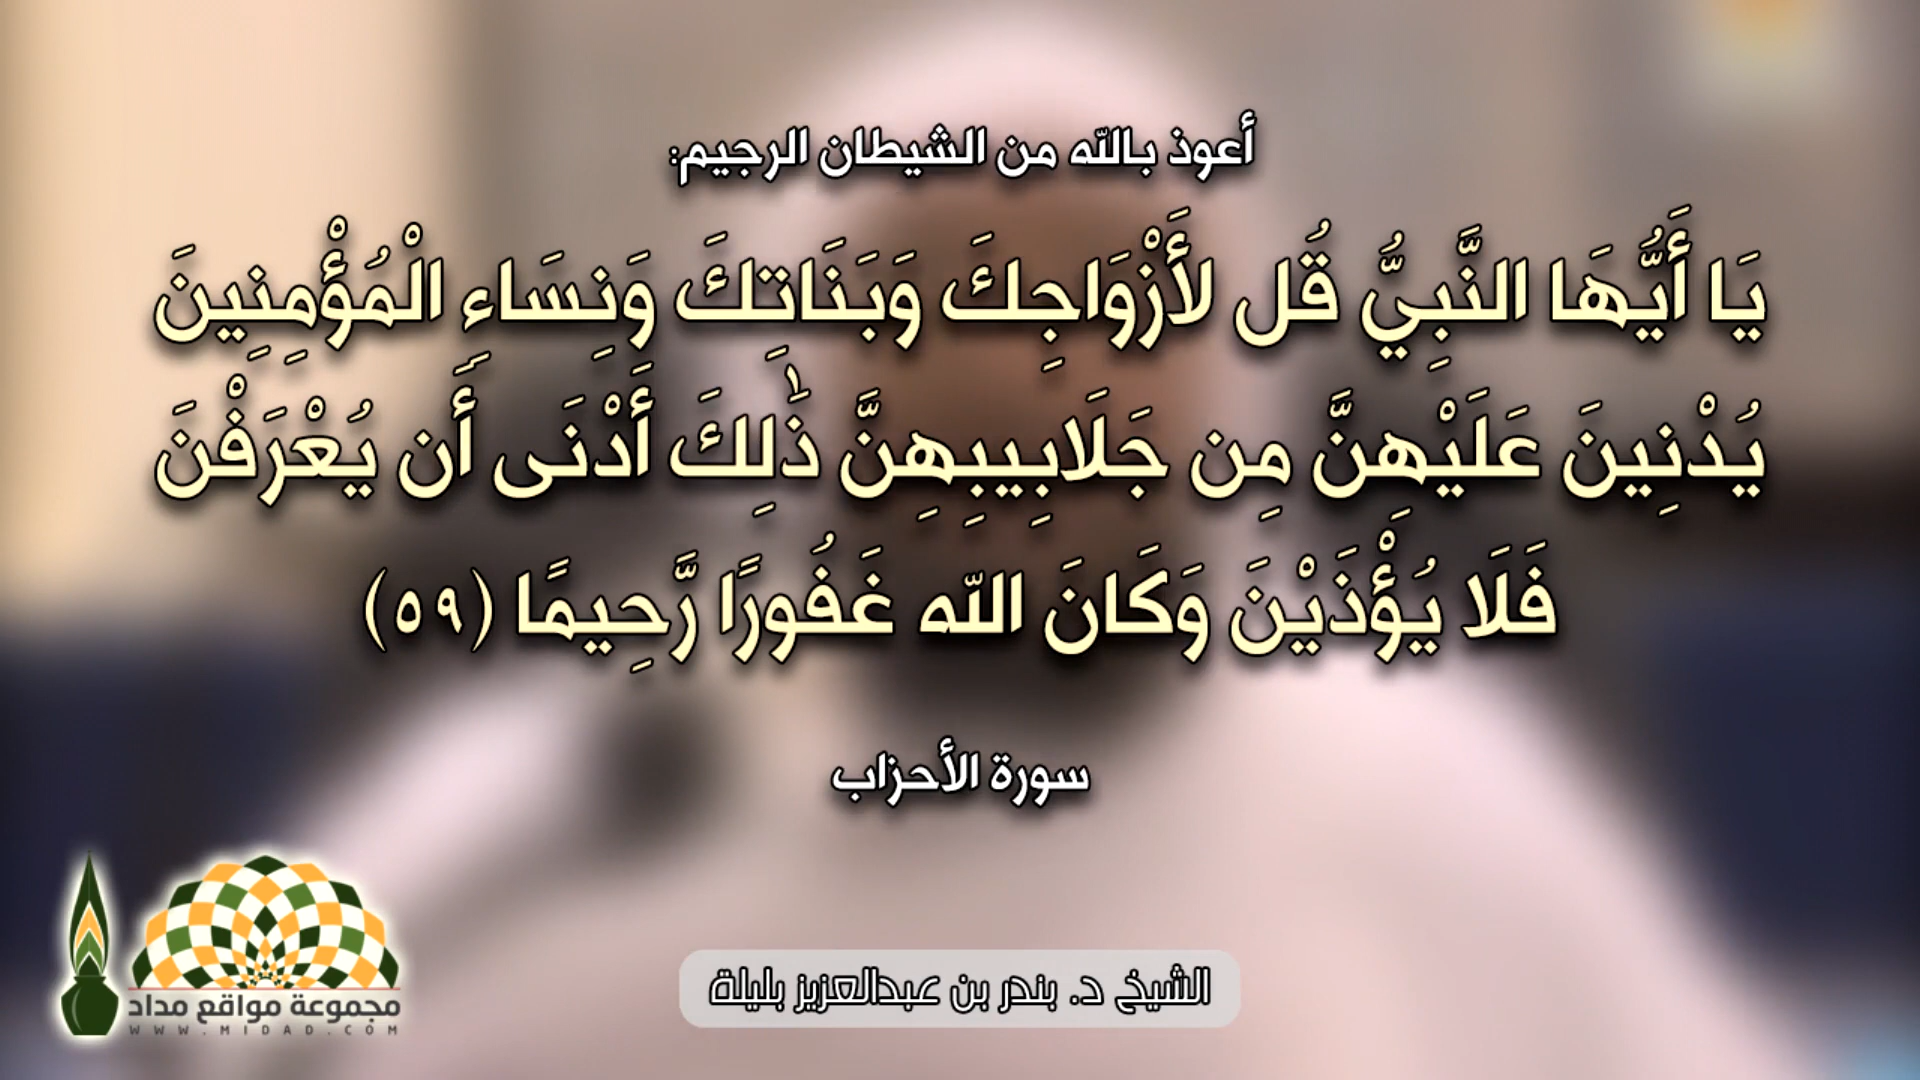 أعوذ بالله من الشيطان الرجيم:
يَا أَيُّهَا النَّبِيُّ قُل لأَزْوَاجِكَ وَبَنَاتِكَ وَنِسَاءِ الْمُؤْمِنِينَ
يُدْنِينَ عَلَيْهِنَّ مِن جَلَابِيبِهِنَّ ذَٰلِكَ أَدْنَى أَن يُعْرَفْنَ
فَلَا يُؤْذَيْنَ وَكَانَ اللّه غَفُورًا رَّحِيمًا (٥٩)
سورة الأحزاب
الشيخ د. بندر بن عبدالعزيز بليلة
مجموعة مواقع مداد
WWW.MIDAD.COM